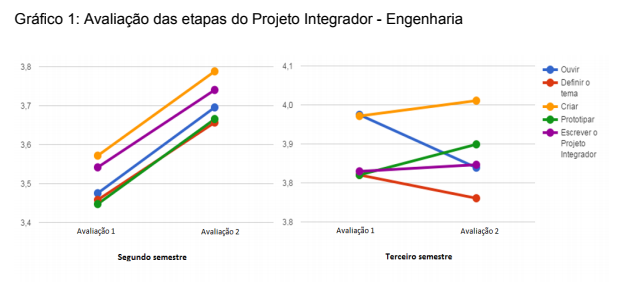 Gráfico 1: Avaliação das etapas do Projeto Integrador - Engenharia
3,8
3,7
3,6
3,5
3,4
Avaliação 1
Avaliação 2
Segundo semestre
4,1
4,0
3,9
3,8
3,8
Avaliação 1
Avaliação 2
Terceiro semestre
Ouvir
Definir o
tema
Criar
Prototipar
Escrever o
Projeto
Integrador